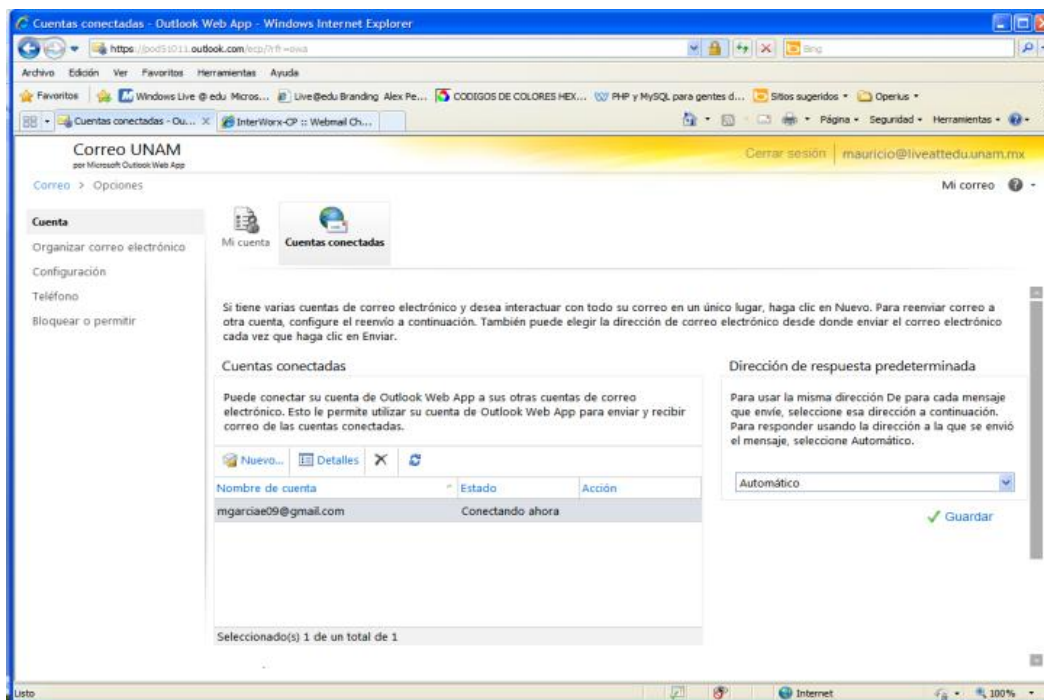 Cuentas conectadas - Outlook Web App - Windows Internet Explorer
https://pod51011.outlook.com/ecp/?rfr=owa
Bing
Archivo Edición Ver Favoritos Herramientas Ayuda
Favoritos Windows Live @ edu Micros... Live@edu Branding Alex Pe... CODIGOS DE COLORES HEX... PHP y MySQL para gentes d... Sitios sugeridos Operius
Cuentas conectadas - Ou... InterWorx-CP :: Webmail Ch... Página Seguridad Herramientas
Correo UNAM
por Microsoft Outlook Web App
Cerrar sesión mauricio@liveattedu.unam.mx
Correo > Opciones
Mi correo
Cuenta
Organizar correo electrónico
Configuración
Teléfono
Bloquear o permitir
Mi cuenta
Cuentas conectadas
Si tiene varias cuentas de correo electrónico y desea interactuar con todo su correo en un único lugar, haga clic en Nuevo. Para reenviar correo a
otra cuenta, configure el reenvío a continuación. También puede elegir la dirección de correo electrónico desde donde enviar el correo electrónico
cada vez que haga clic en Enviar.
Cuentas conectadas
Puede conectar su cuenta de Outlook Web App a sus otras cuentas de correo
electrónico. Esto le permite utilizar su cuenta de Outlook Web App para enviar y recibir
correo de las cuentas conectadas.
Nuevo... Detalles
Nombre de cuenta Estado Acción
mgarciae09@gmail.com Conectando ahora
Seleccionado(s) 1 de un total de 1
Dirección de respuesta predeterminada
Para usar la misma dirección De para cada mensaje
que envíe, seleccione esa dirección a continuación.
Para responder usando la dirección a la que se envió
el mensaje, seleccione Automático.
Automático
Guardar
Listo
Internet
100%